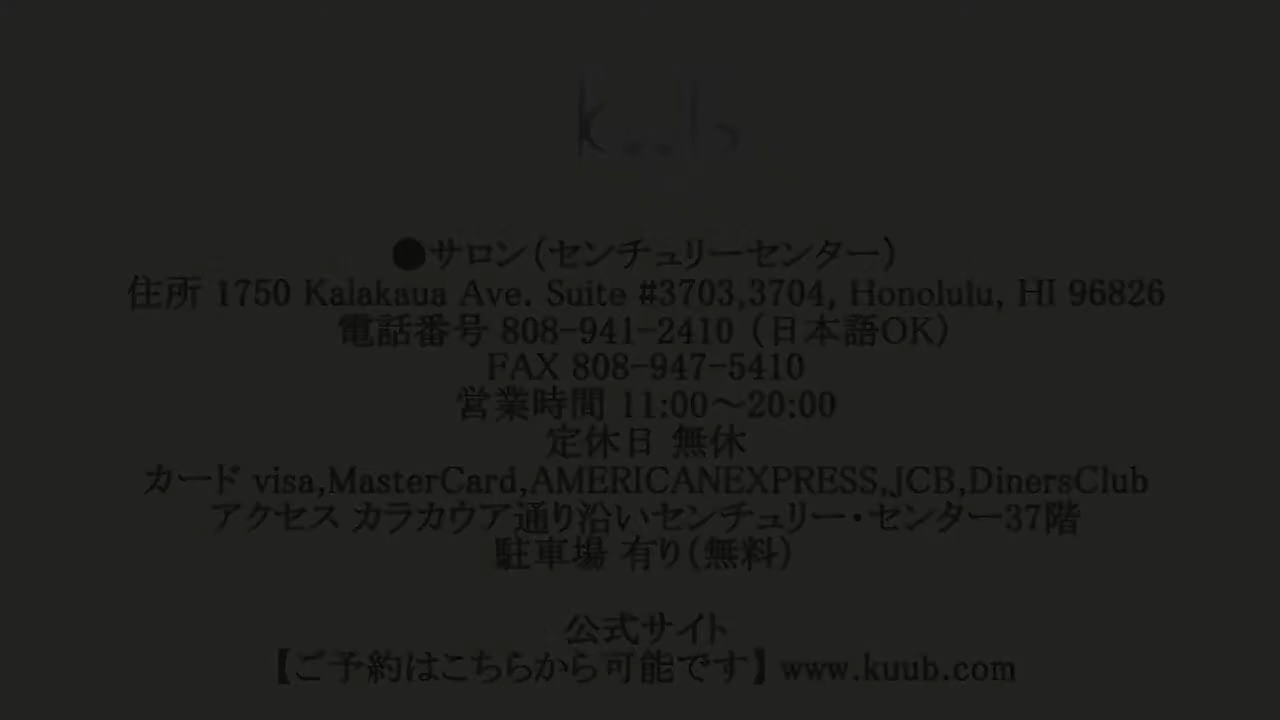 kuub
●サロン（センチュリーセンター）
住所 1750 Kalakaua Ave. Suite #3703,3704, Honolulu, HI 96826
電話番号 808-941-2410（日本語OK）
FAX 808-947-5410
営業時間 11:00～20:00
定休日 無休
カード visa,MasterCard,AMERICANEXPRESS,JCB,DinersClub
アクセス カラカウア通り沿いセンチュリー・センター37階
駐車場 有り（無料）
公式サイト
【ご予約はこちらから可能です】www.kuub.com